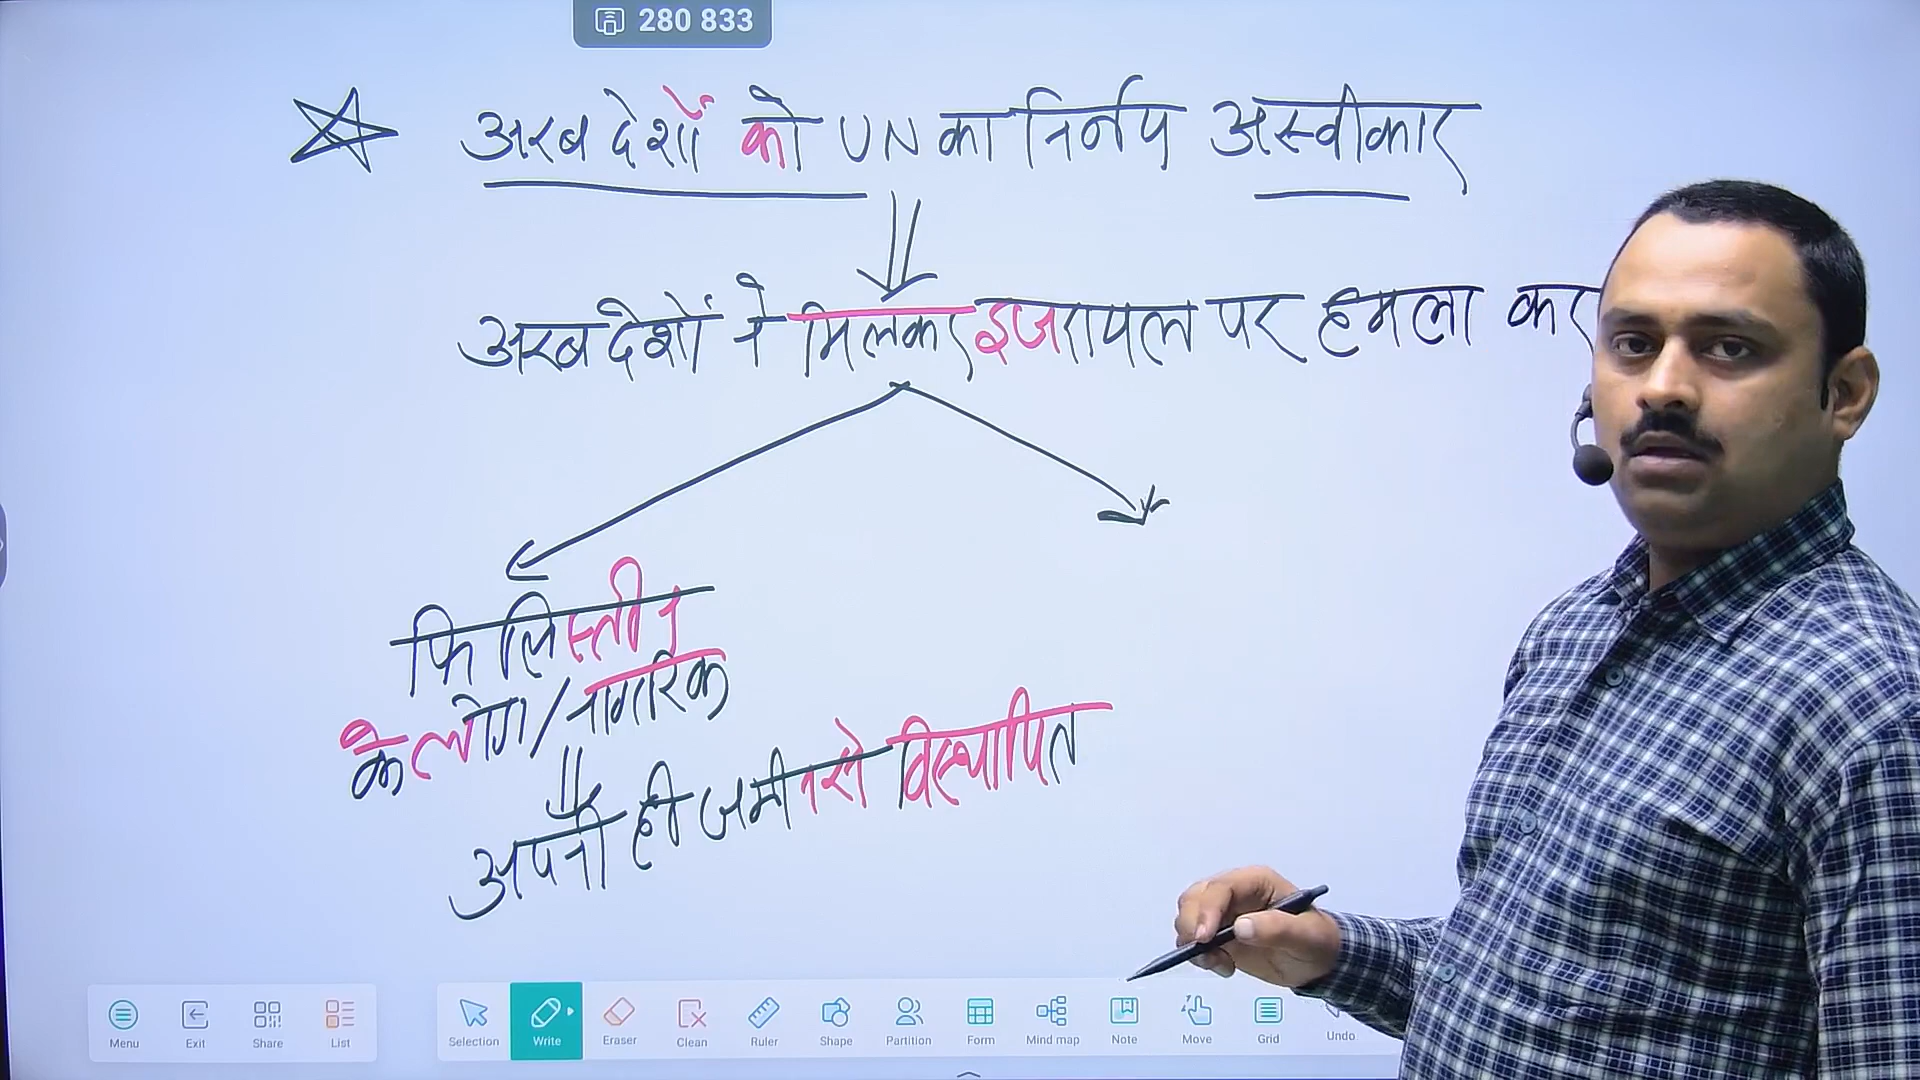 280 833
अरब देशों को UN का निर्नय अस्वीकार
अरब देशों ने मिलकर इजरायल पर हमला कर
फिलिस्तीन
के लोग/नागरिक
अपनी ही जमीन से विस्थापित
Menu Exit Share List Selection Write Eraser Clean Ruler Shape Partition Form Mind map Note Move Grid Undo